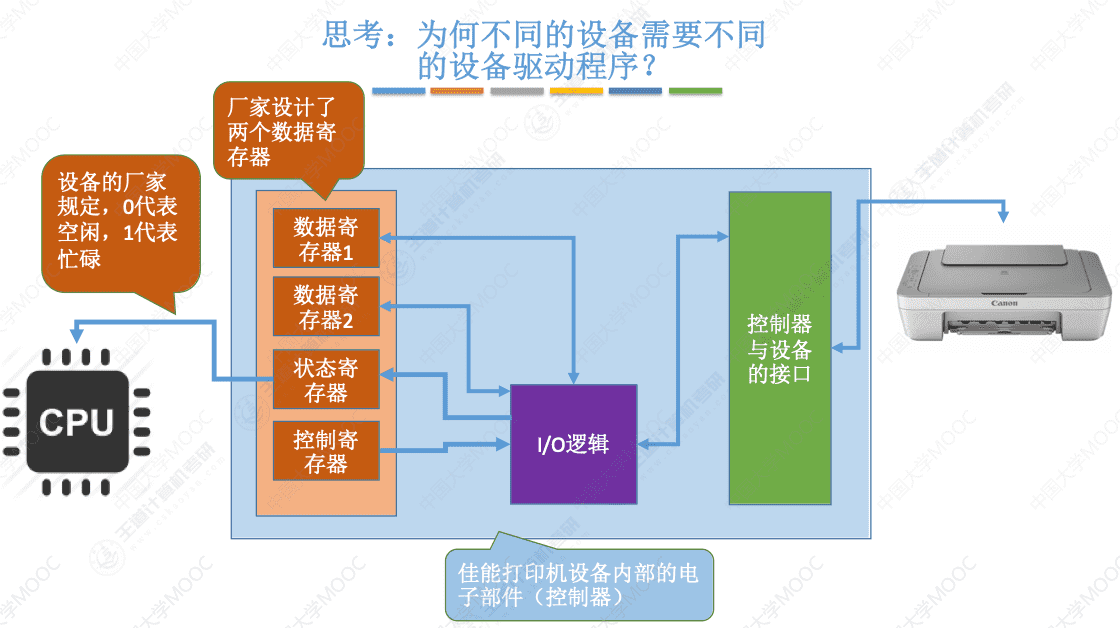 思考：为何不同的设备需要不同
的设备驱动程序？
厂家设计了
两个数据寄
存器
设备的厂家
规定，0代表
空闲，1代表
忙碌
数据寄
存器1
数据寄
存器2
状态寄
存器
控制寄
存器
CPU
I/O逻辑
控制器
与设备
的接口
Canon
佳能打印机设备内部的电
子部件（控制器）
中国大学MOOC
王道计算机考研